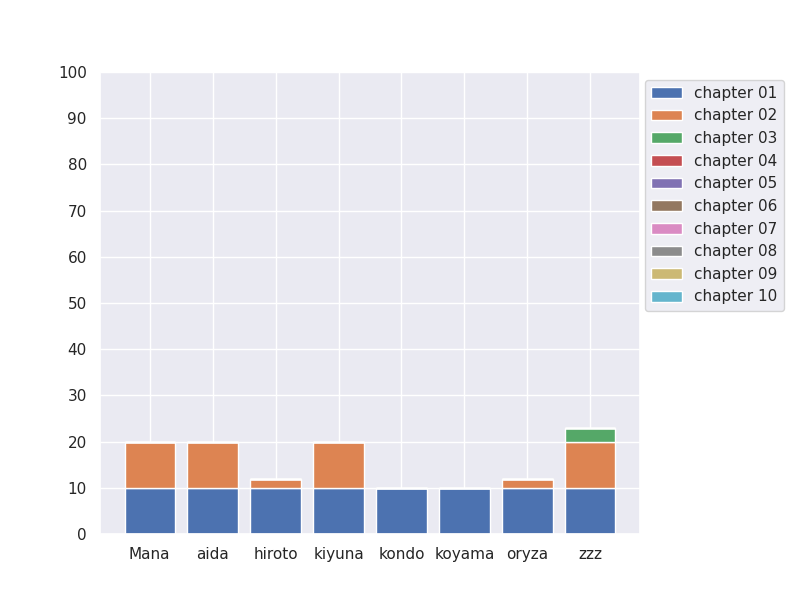 100
90
80
70
60
50
40
30
20
10
0
Mana aida hiroto kiyuna kondo koyama oryza zzz
chapter 01
chapter 02
chapter 03
chapter 04
chapter 05
chapter 06
chapter 07
chapter 08
chapter 09
chapter 10